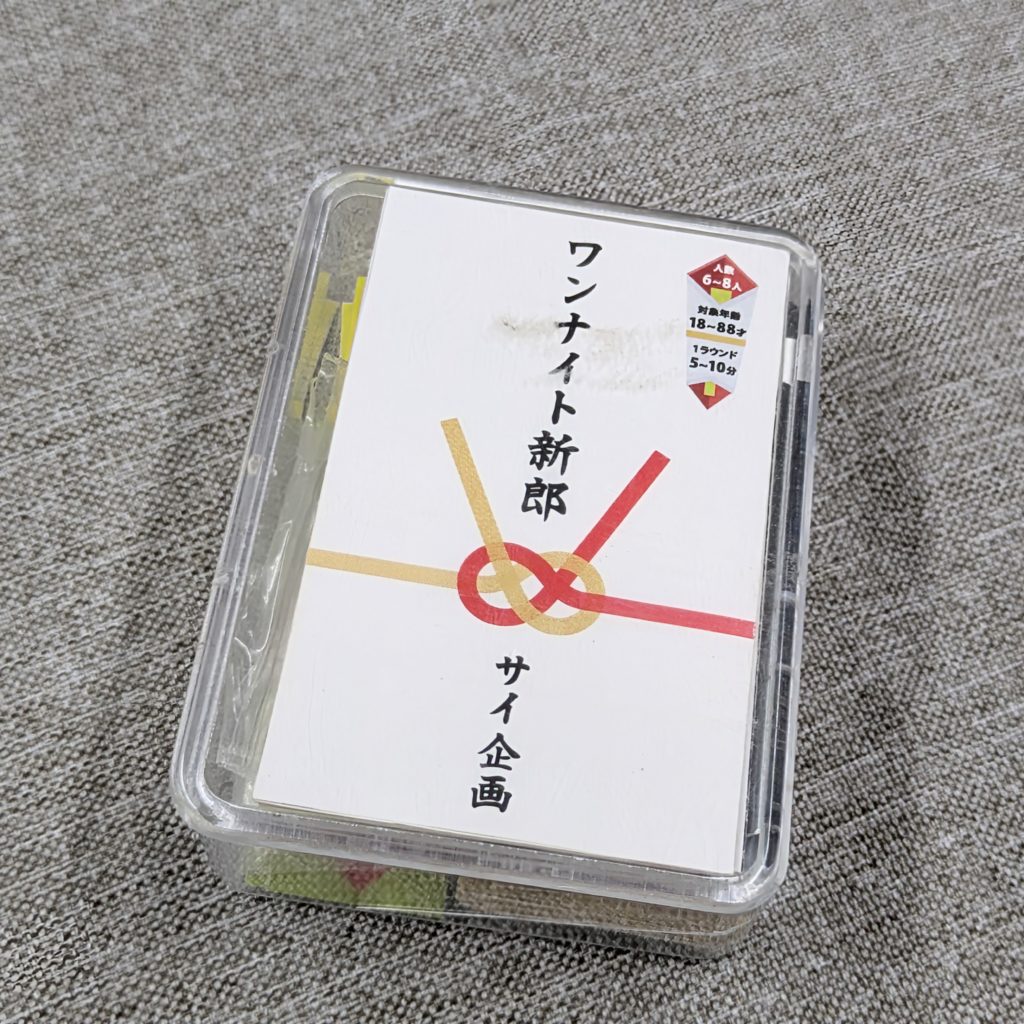 ワンナイト新郎
人数
6~8人
対象年齢
18~88才
1ラウンド
5~10分
サイ企画